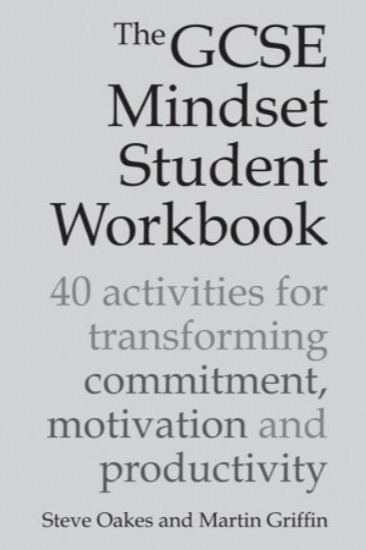 The GCSE
Mindset
Student
Workbook
40 activities for
transforming
commitment,
motivation and
productivity
Steve Oakes and Martin Griffin